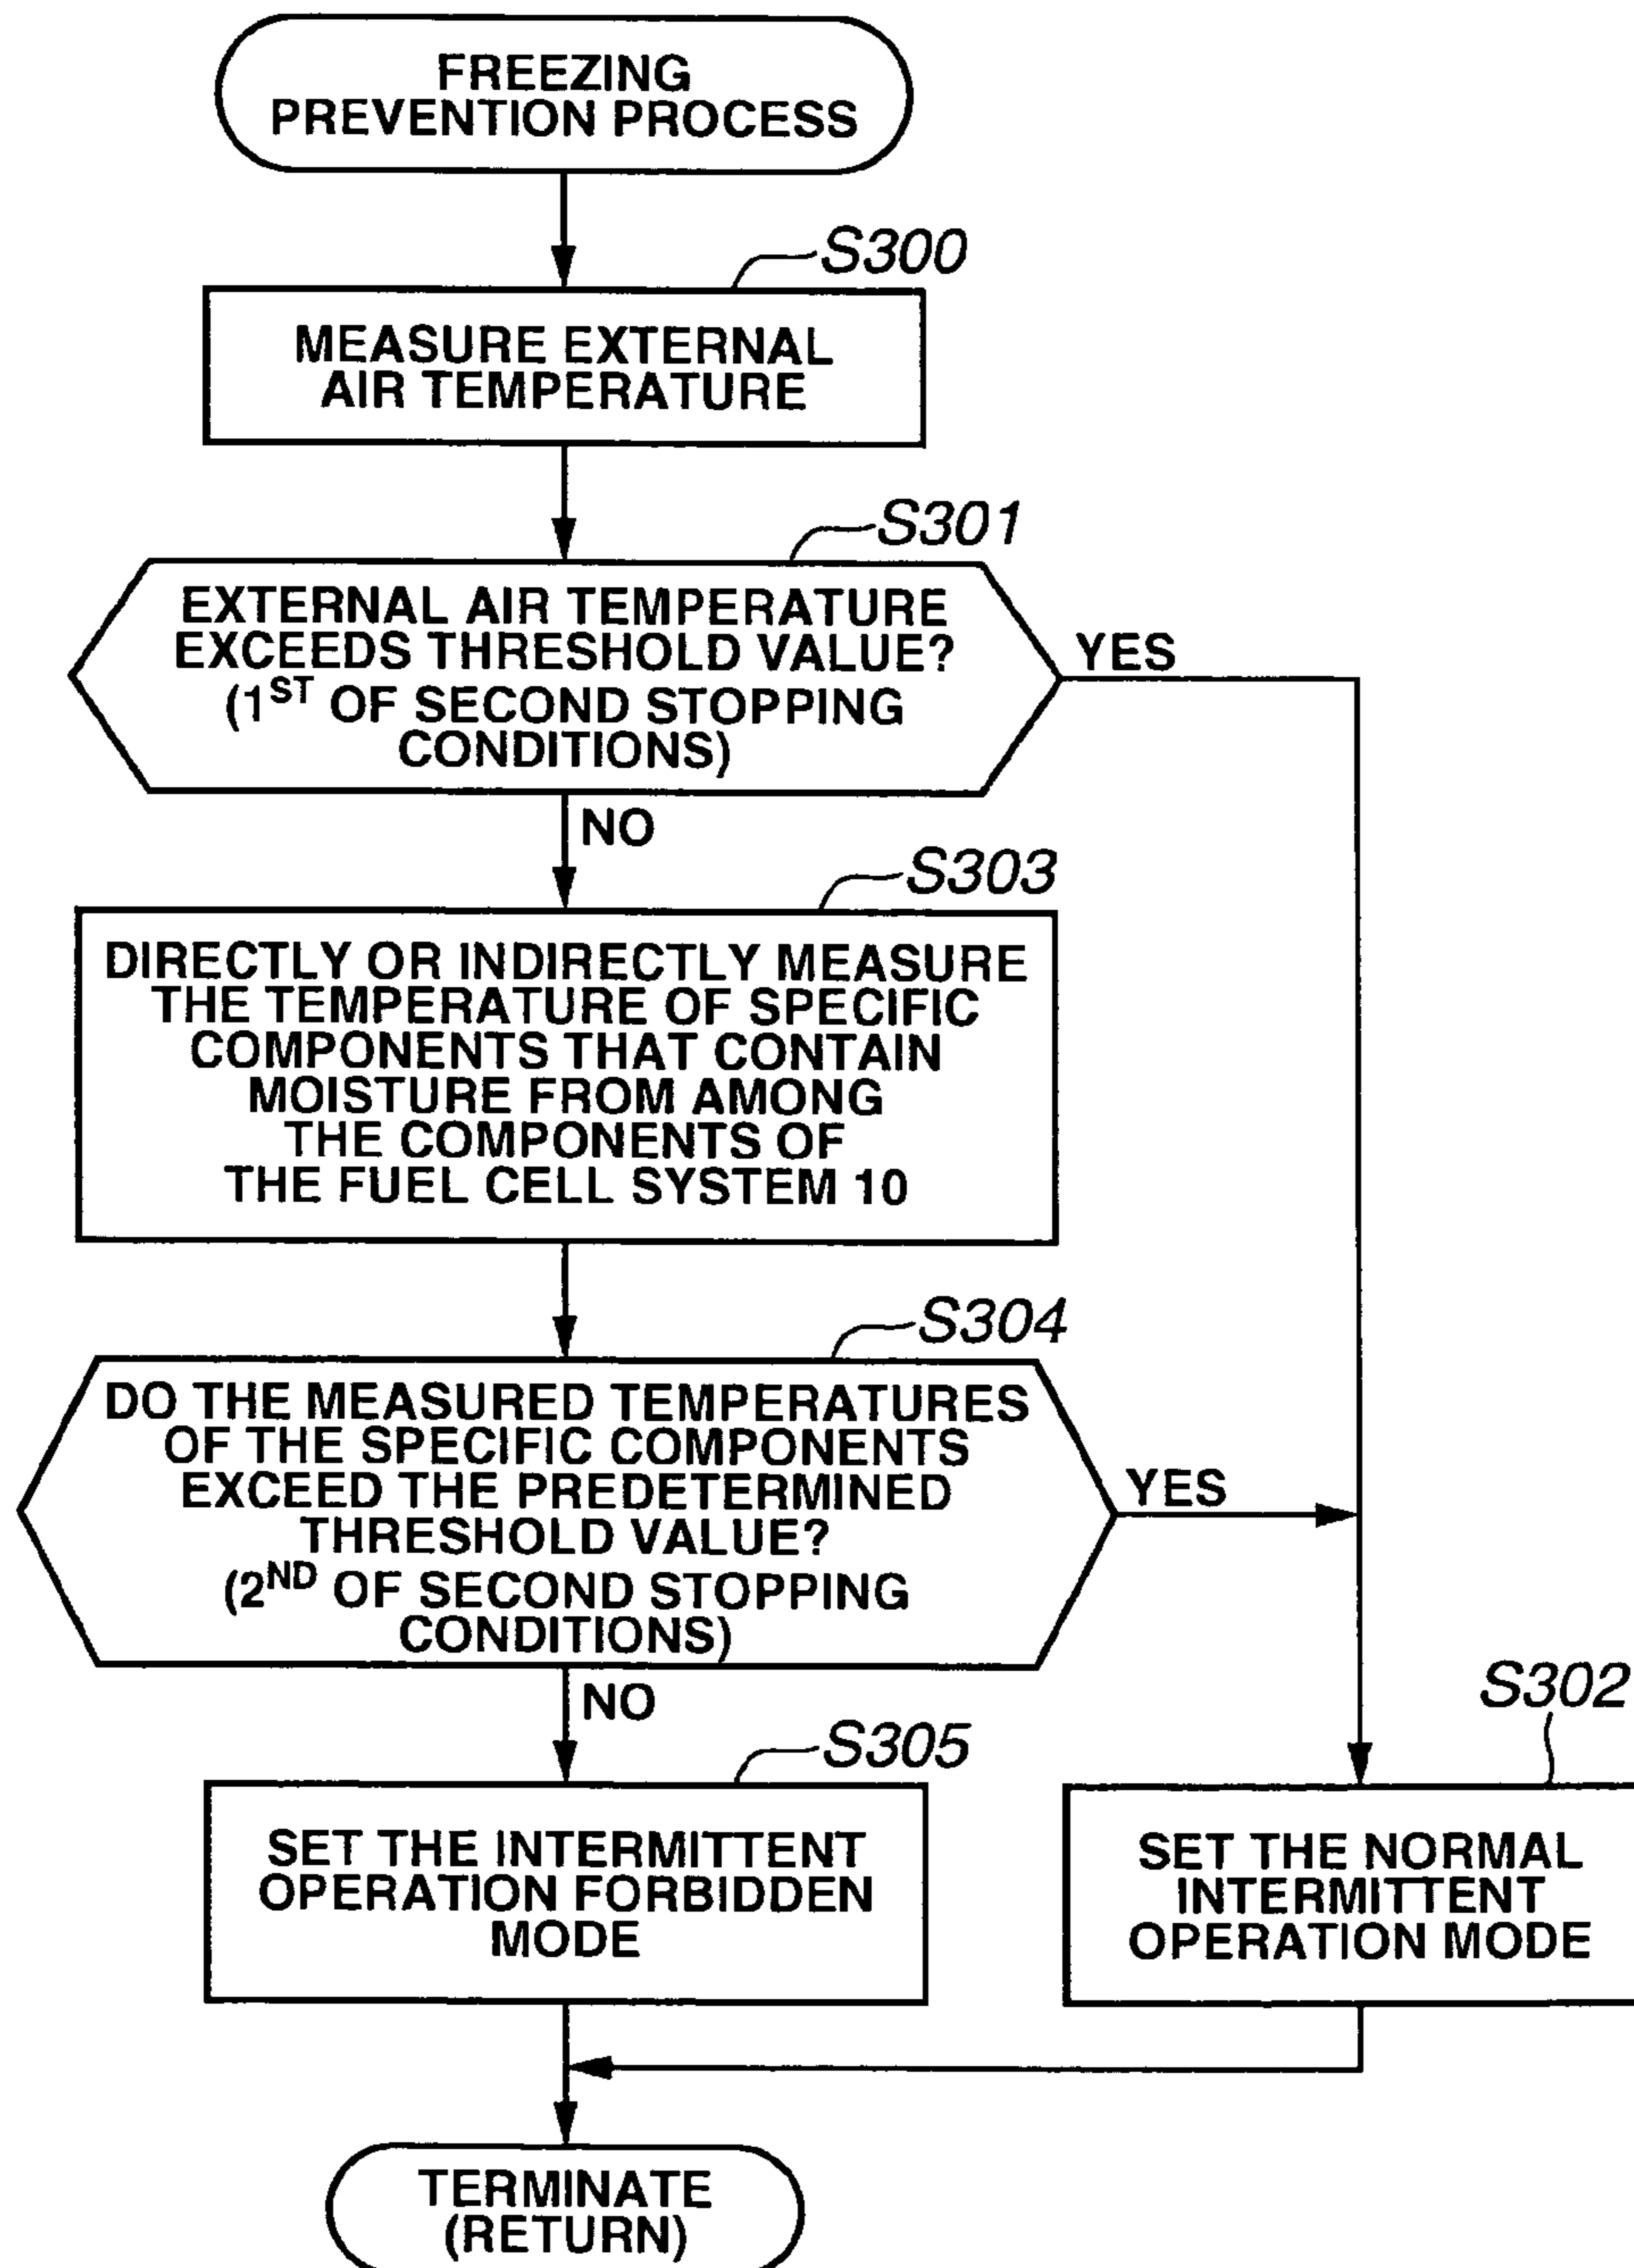 FREEZING
PREVENTION PROCESS
S300
MEASURE EXTERNAL
AIR TEMPERATURE
S301
EXTERNAL AIR TEMPERATURE
EXCEEDS THRESHOLD VALUE?
(1ST OF SECOND STOPPING
CONDITIONS)
YES
NO
S303
DIRECTLY OR INDIRECTLY MEASURE
THE TEMPERATURE OF SPECIFIC
COMPONENTS THAT CONTAIN
MOISTURE FROM AMONG
THE COMPONENTS OF
THE FUEL CELL SYSTEM 10
S304
DO THE MEASURED TEMPERATURES
OF THE SPECIFIC COMPONENTS
EXCEED THE PREDETERMINED
THRESHOLD VALUE?
(2ND OF SECOND STOPPING
CONDITIONS)
YES
NO
S305
SET THE INTERMITTENT
OPERATION FORBIDDEN
MODE
S302
SET THE NORMAL
INTERMITTENT
OPERATION MODE
TERMINATE
(RETURN)